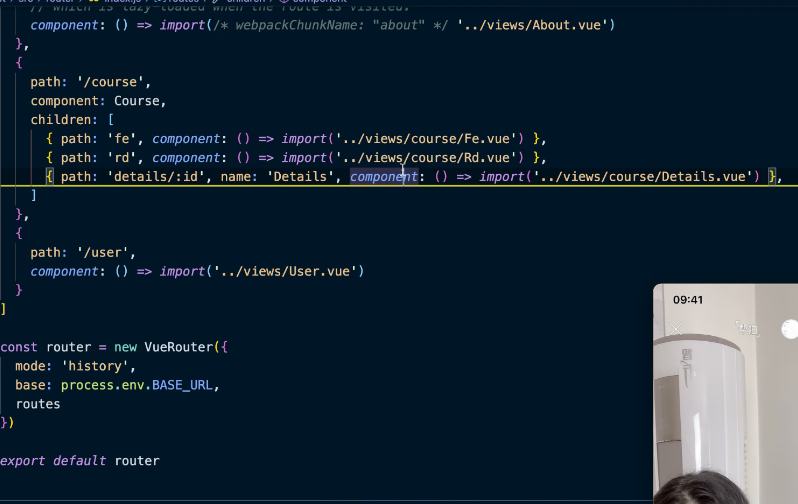 // which is lazy-loaded when the route is visited.
component: () => import(/* webpackChunkName: "about" */ '../views/About.vue')
},
{
path: '/course',
component: Course,
children: [
{ path: 'fe', component: () => import('../views/course/Fe.vue') },
{ path: 'rd', component: () => import('../views/course/Rd.vue') },
{ path: 'details/:id', name: 'Details', component: () => import('../views/course/Details.vue') },
]
},
{
path: '/user',
component: () => import('../views/User.vue')
}
]
const router = new VueRouter({
mode: 'history',
base: process.env.BASE_URL,
routes
})
export default router
09:41